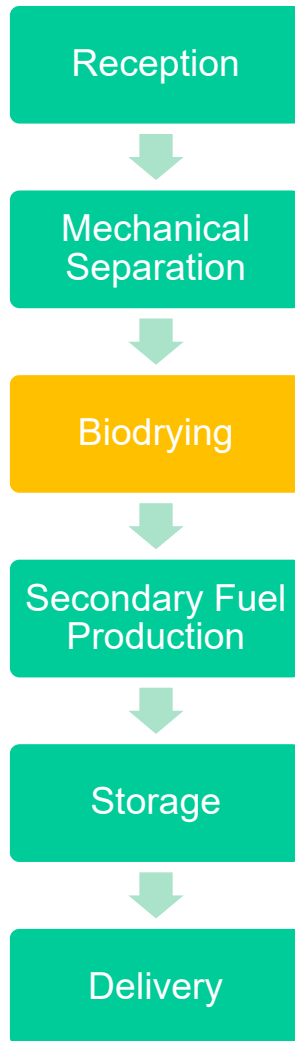 Reception
Mechanical
Separation
Biodrying
Secondary Fuel
Production
Storage
Delivery